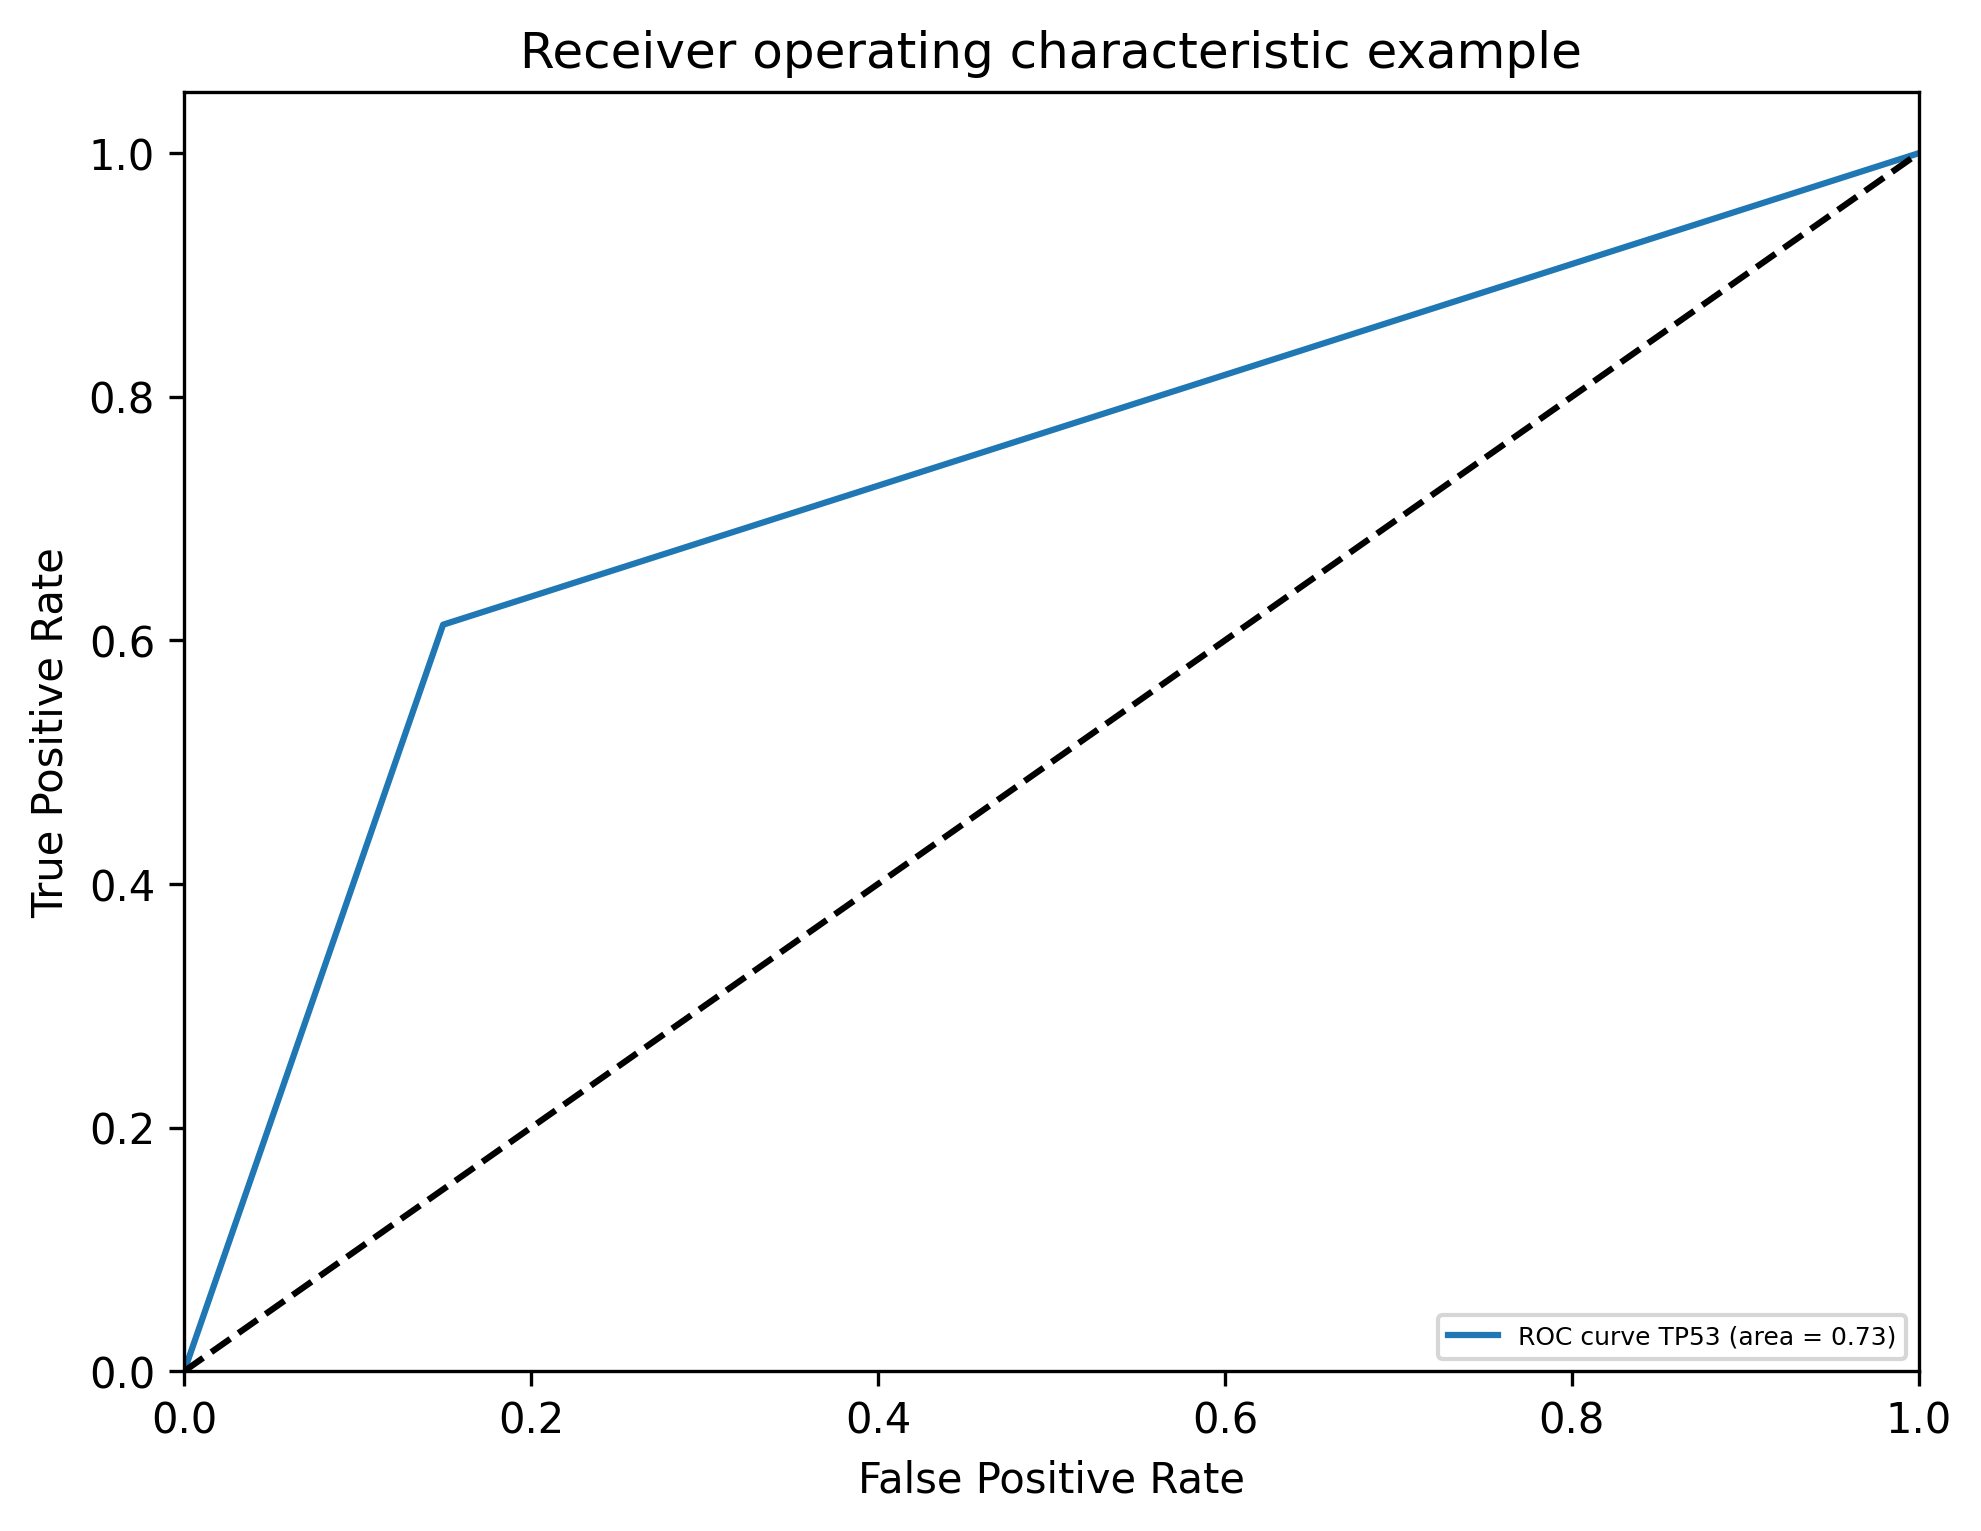 Receiver operating characteristic example
1.0
0.8
0.6
0.4
0.2
0.0
True Positive Rate
ROC curve TP53 (area = 0.73)
0.0 0.2 0.4 0.6 0.8 1.0
False Positive Rate